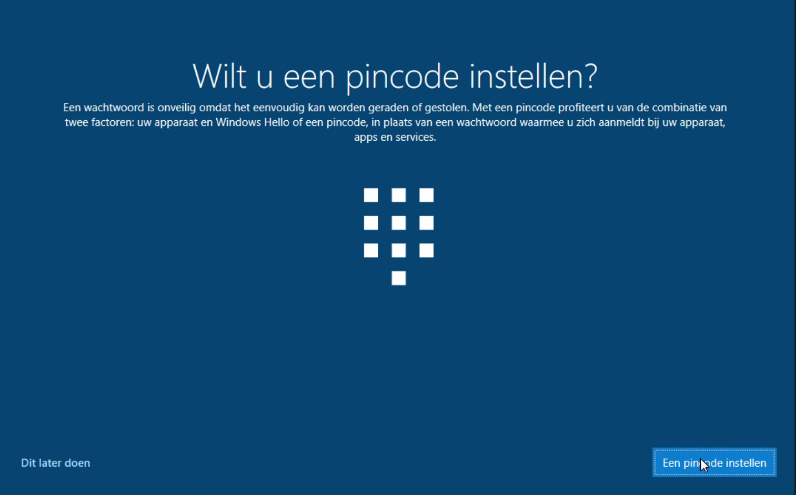 Wilt u een pincode instellen?
Een wachtwoord is onveilig omdat het eenvoudig kan worden geraden of gestolen. Met een pincode profiteert u van de combinatie van
twee factoren: uw apparaat en Windows Hello of een pincode, in plaats van een wachtwoord waarmee u zich aanmeldt bij uw apparaat,
apps en services.
Dit later doen
Een pincode instellen